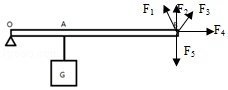 O A F₁ F₂ F₃
F₄
F₅
G